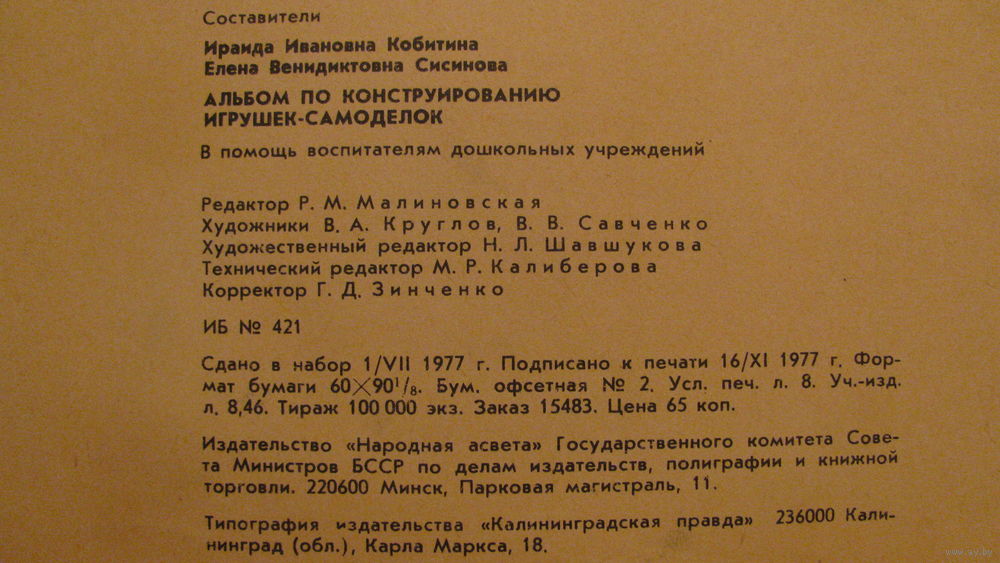 Составители
Ираида Ивановна Кобитина
Елена Венидиктовна Сисинова
АЛЬБОМ ПО КОНСТРУИРОВАНИЮ
ИГРУШЕК-САМОДЕЛОК
В помощь воспитателям дошкольных учреждений
Редактор Р. М. Малиновская
Художники В. А. Круглов, В. В. Савченко
Художественный редактор Н. Л. Шавшукова
Технический редактор М. Р. Калиберова
Корректор Г. Д. Зинченко
ИБ № 421
Сдано в набор 1/VII 1977 г. Подписано к печати 16/XI 1977 г. Фор-
мат бумаги 60×90¹/₈. Бум. офсетная № 2. Усл. печ. л. 8. Уч.-изд.
л. 8,46. Тираж 100 000 экз. Заказ 15483. Цена 65 коп.
Издательство «Народная асвета» Государственного комитета Сове-
та Министров БССР по делам издательств, полиграфии и книжной
торговли. 220600 Минск, Парковая магистраль, 11.
Типография издательства «Калининградская правда» 236000 Кали-
нинград (обл.), Карла Маркса, 18.
www.ay.by